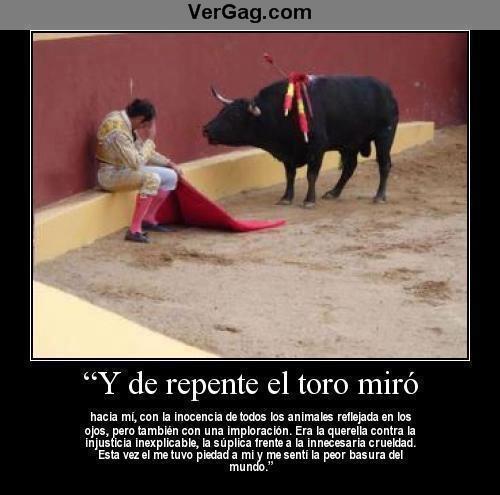 VerGag.com
“Y de repente el toro miró
hacia mí, con la inocencia de todos los animales reflejada en los
ojos, pero también con una imploración. Era la querella contra la
injusticia inexplicable, la súplica frente a la innecesaria crueldad.
Esta vez el me tuvo piedad a mi y me sentí la peor basura del
mundo.”